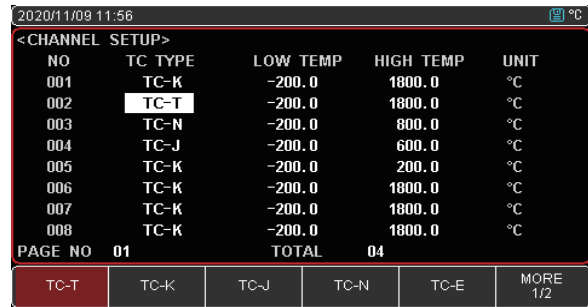 2020/11/09 11:56 °C
<CHANNEL SETUP>
NO TC TYPE LOW TEMP HIGH TEMP UNIT
001 TC-K -200.0 1800.0 °C
002 TC-T -200.0 1800.0 °C
003 TC-N -200.0 800.0 °C
004 TC-J -200.0 600.0 °C
005 TC-K -200.0 200.0 °C
006 TC-K -200.0 1800.0 °C
007 TC-K -200.0 1800.0 °C
008 TC-K -200.0 1800.0 °C
PAGE NO 01 TOTAL 04
TC-T TC-K TC-J TC-N TC-E MORE 1/2